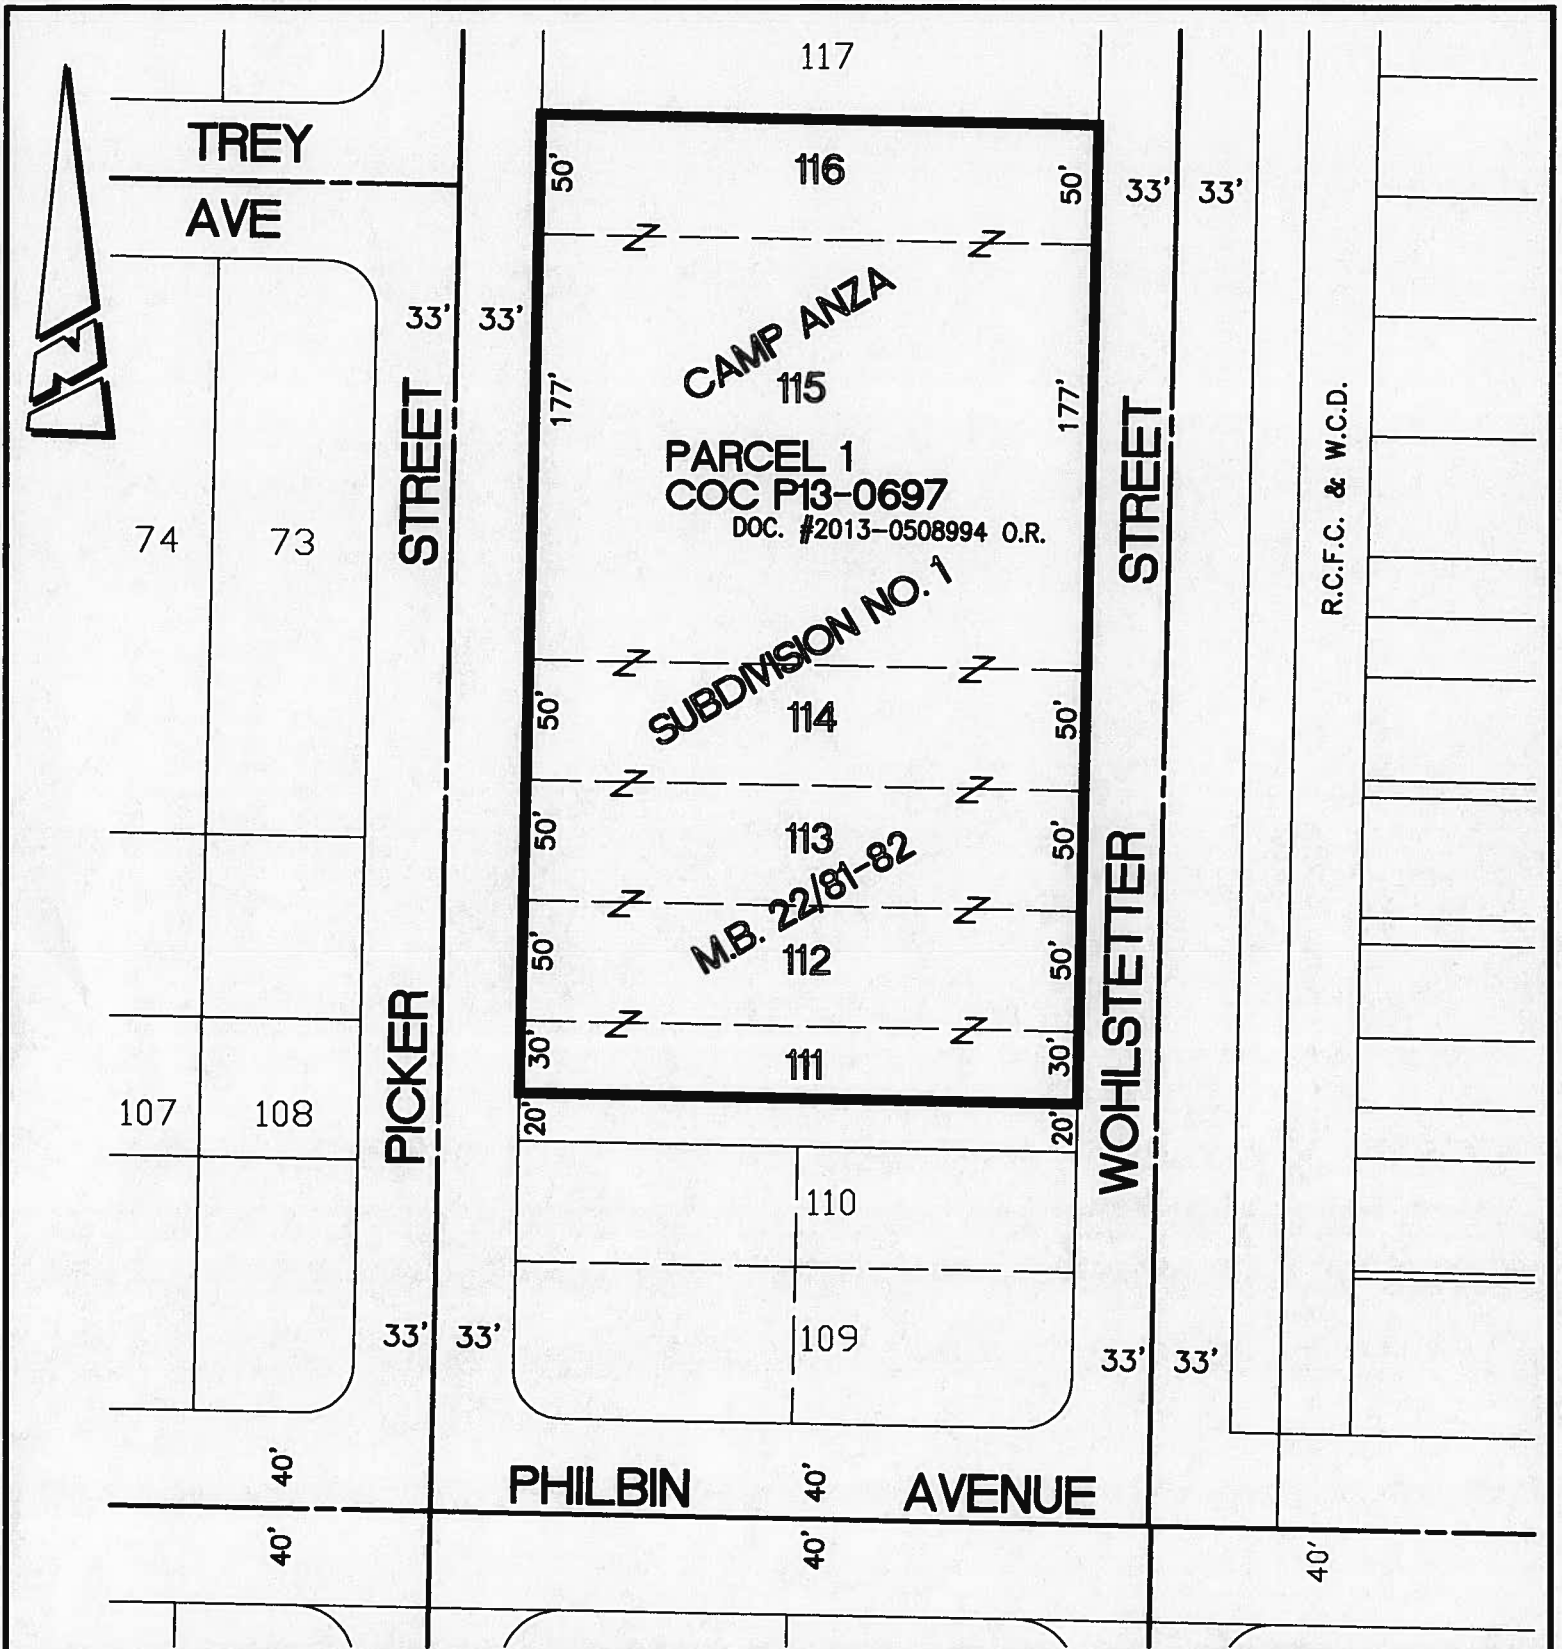 117
TREY
AVE
50'
116
50'
33' 33'
33' 33'
CAMP ANZA
177'
115
177'
PARCEL 1
COC P13-0697
DOC. #2013-0508994 O.R.
STREET
STREET
R.C.F.C. & W.C.D.
74
73
SUBDIVISION NO. 1
50'
114
50'
50'
113
50'
M.B. 22/81-82
50'
112
50'
PICKER
WOHLSTETTER
30'
111
30'
107
108
20'
20'
110
33' 33'
109
33' 33'
40'
PHILBIN
40'
AVENUE
40'
40'
40'
N